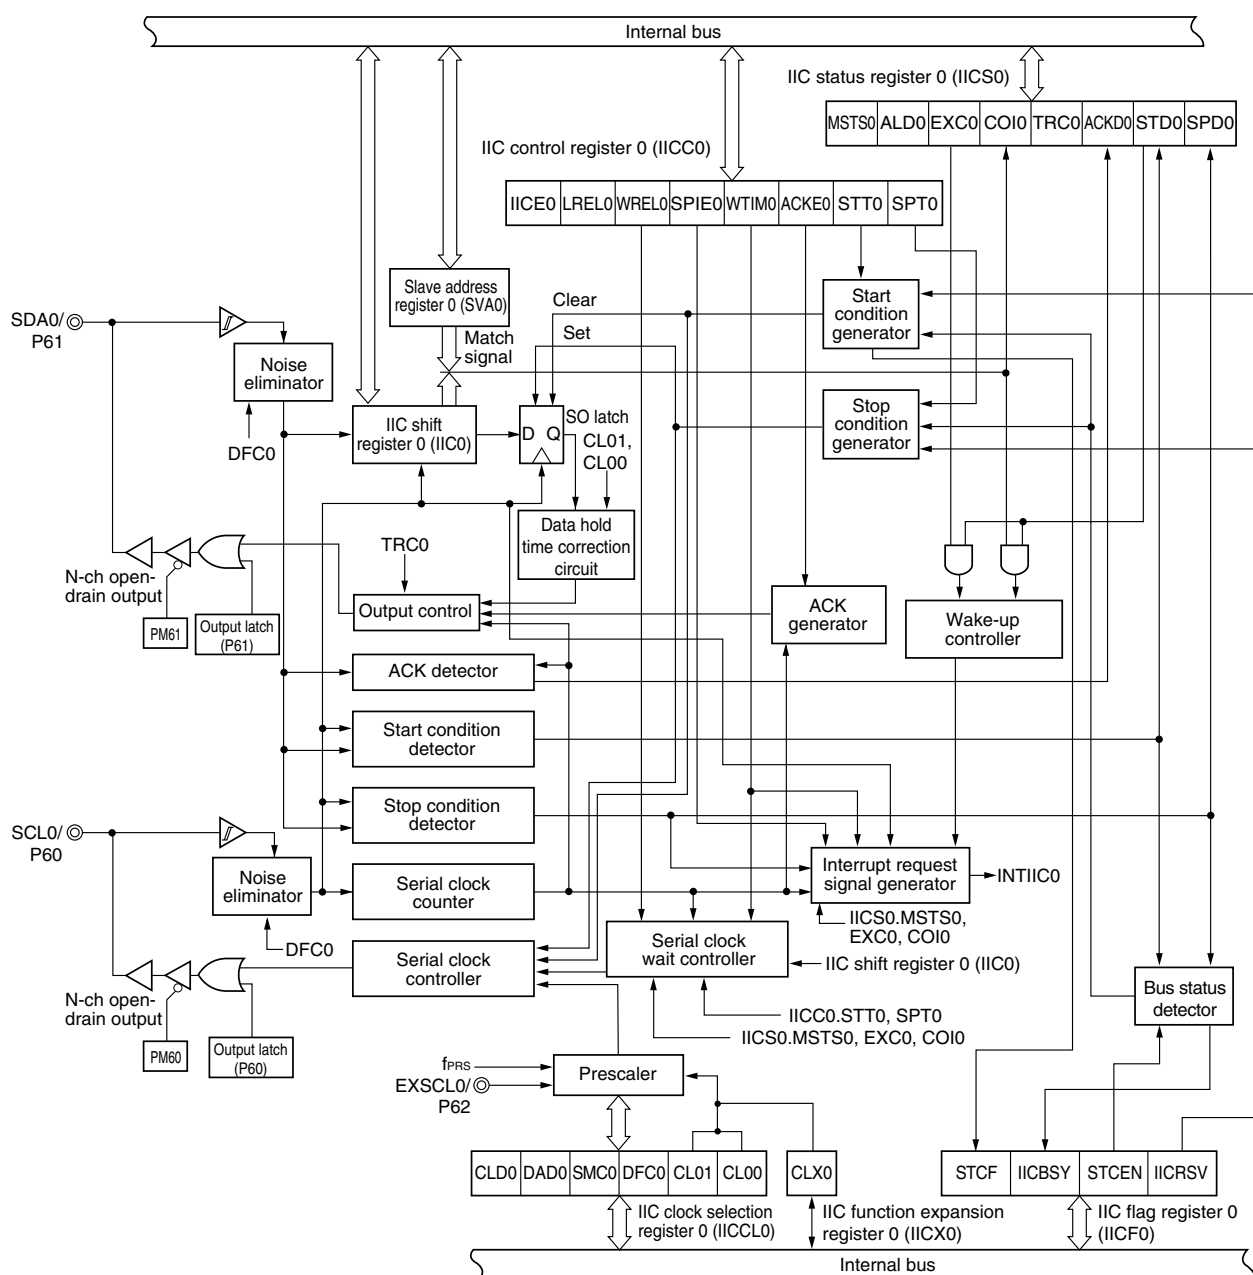 Internal bus
IIC status register 0 (IICS0)
MSTS0 ALD0 EXC0 COI0 TRC0 ACKD0 STD0 SPD0
IIC control register 0 (IICC0)
IICE0 LREL0 WREL0 SPIE0 WTIM0 ACKE0 STT0 SPT0
Slave address
register 0 (SVA0)
Clear
Start
condition
generator
SDA0/
P61
Set
Match
signal
Noise
eliminator
DFC0
IIC shift
register 0 (IIC0)
D Q
SO latch
CL01,
CL00
Stop
condition
generator
Data hold
time correction
circuit
TRC0
N-ch open-
drain output
PM61
Output latch
(P61)
Output control
ACK
generator
Wake-up
controller
ACK detector
Start condition
detector
Stop condition
detector
SCL0/
P60
Noise
eliminator
DFC0
Serial clock
counter
Interrupt request
signal generator
INTIIC0
IICS0.MSTS0,
EXC0, COI0
Serial clock
controller
Serial clock
wait controller
IIC shift register 0 (IIC0)
Bus status
detector
N-ch open-
drain output
PM60
Output latch
(P60)
IICC0.STT0, SPT0
IICS0.MSTS0, EXC0, COI0
fPRS
EXSCL0/
P62
Prescaler
CLD0 DAD0 SMC0 DFC0 CL01 CL00
CLX0
STCF IICBSY STCEN IICRSV
IIC clock selection
register 0 (IICCL0)
IIC function expansion
register 0 (IICX0)
IIC flag register 0
(IICF0)
Internal bus